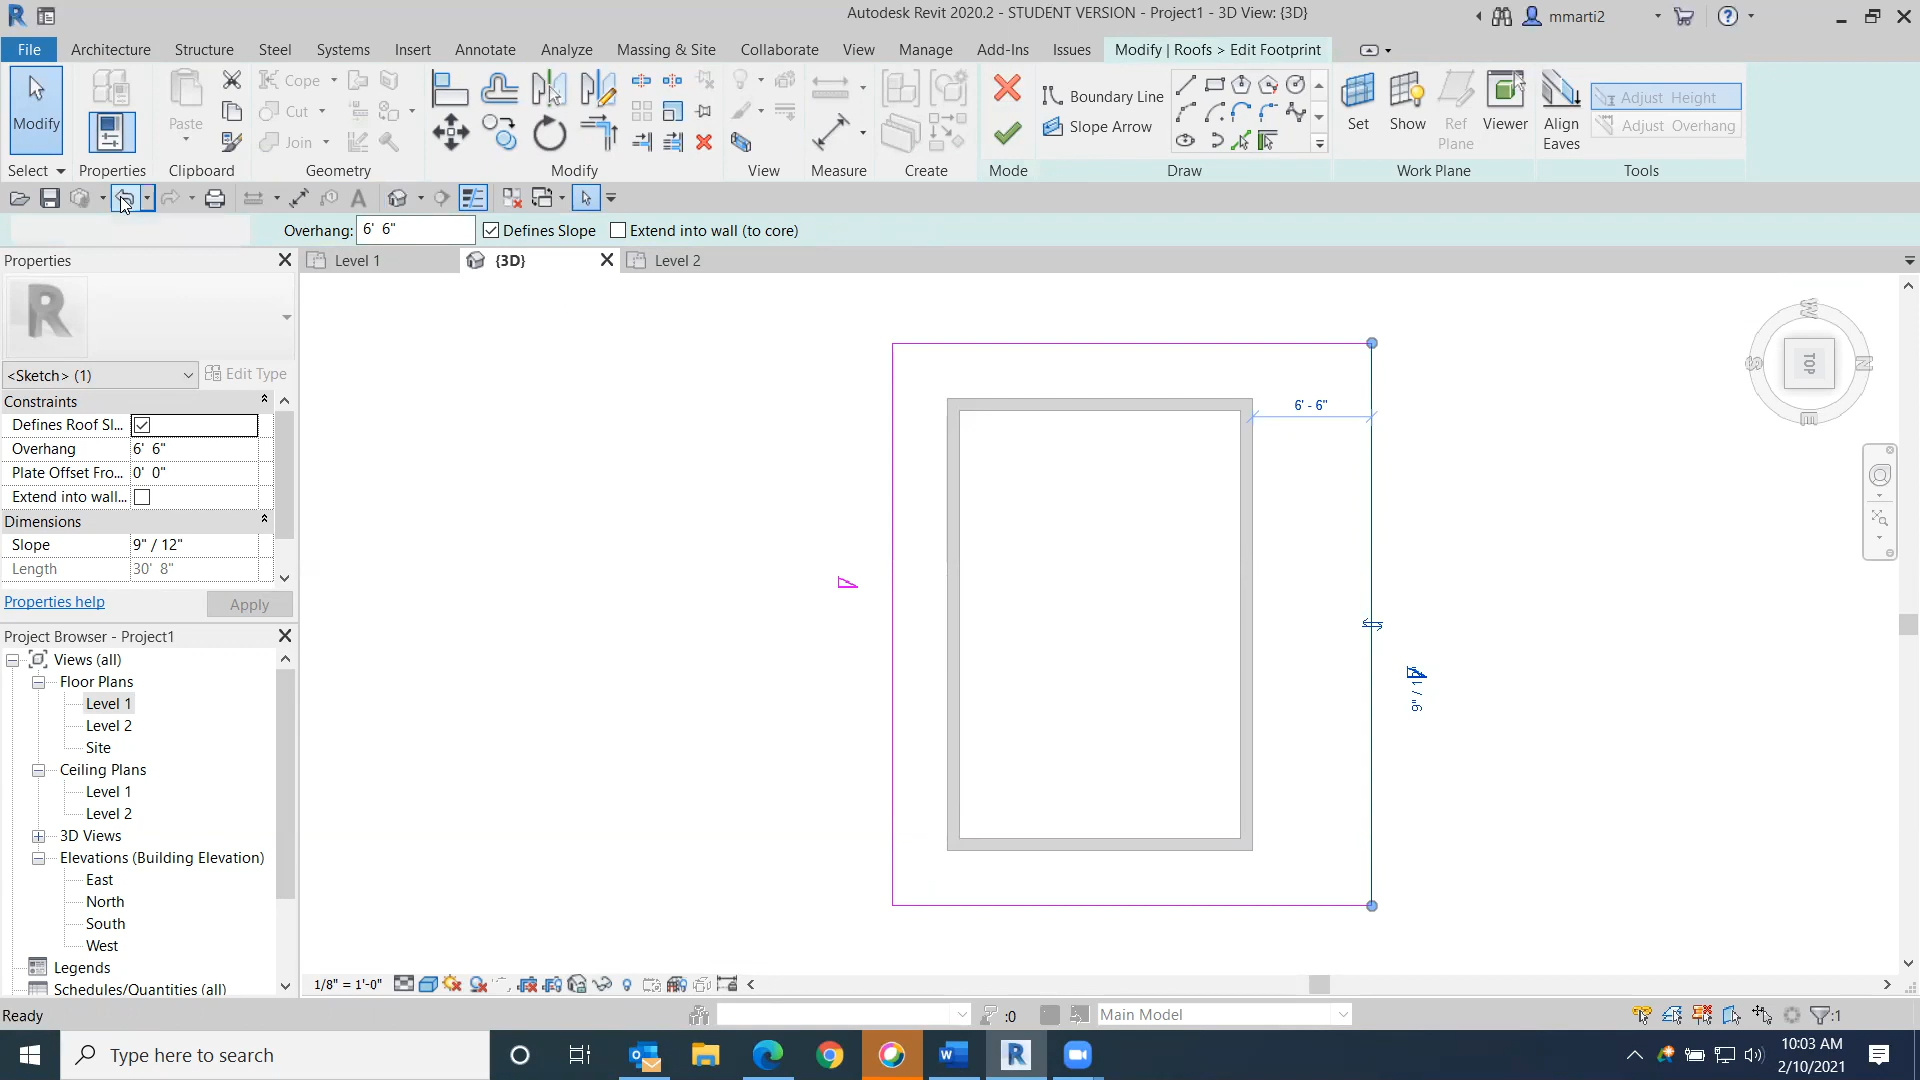 Autodesk Revit 2020.2 - STUDENT VERSION - Project1 - 3D View: {3D}
mmarti2
File Architecture Structure Steel Systems Insert Annotate Analyze Massing & Site Collaborate View Manage Add-Ins Issues Modify | Roofs > Edit Footprint
Modify
Paste
Cope
Cut
Join
Boundary Line
Slope Arrow
Set
Show
Ref Plane
Viewer
Align Eaves
Adjust Height
Adjust Overhang
Select Properties Clipboard Geometry Modify View Measure Create Mode Draw Work Plane Tools
Overhang: 6' 6" Defines Slope Extend into wall (to core)
Properties
Level 1 {3D} Level 2
R
<Sketch> (1) Edit Type
Constraints
Defines Roof Sl...
Overhang 6' 6"
Plate Offset Fro... 0' 0"
Extend into wall...
Dimensions
Slope 9" / 12"
Length 30' 8"
Properties help Apply
Project Browser - Project1
Views (all)
Floor Plans
Level 1
Level 2
Site
Ceiling Plans
Level 1
Level 2
3D Views
Elevations (Building Elevation)
East
North
South
West
Legends
Schedules/Quantities (all)
6' - 6"
W
S
N
E
TOP
1/8" = 1'-0"
Ready
:0
Main Model
:1
Type here to search
10:03 AM
2/10/2021